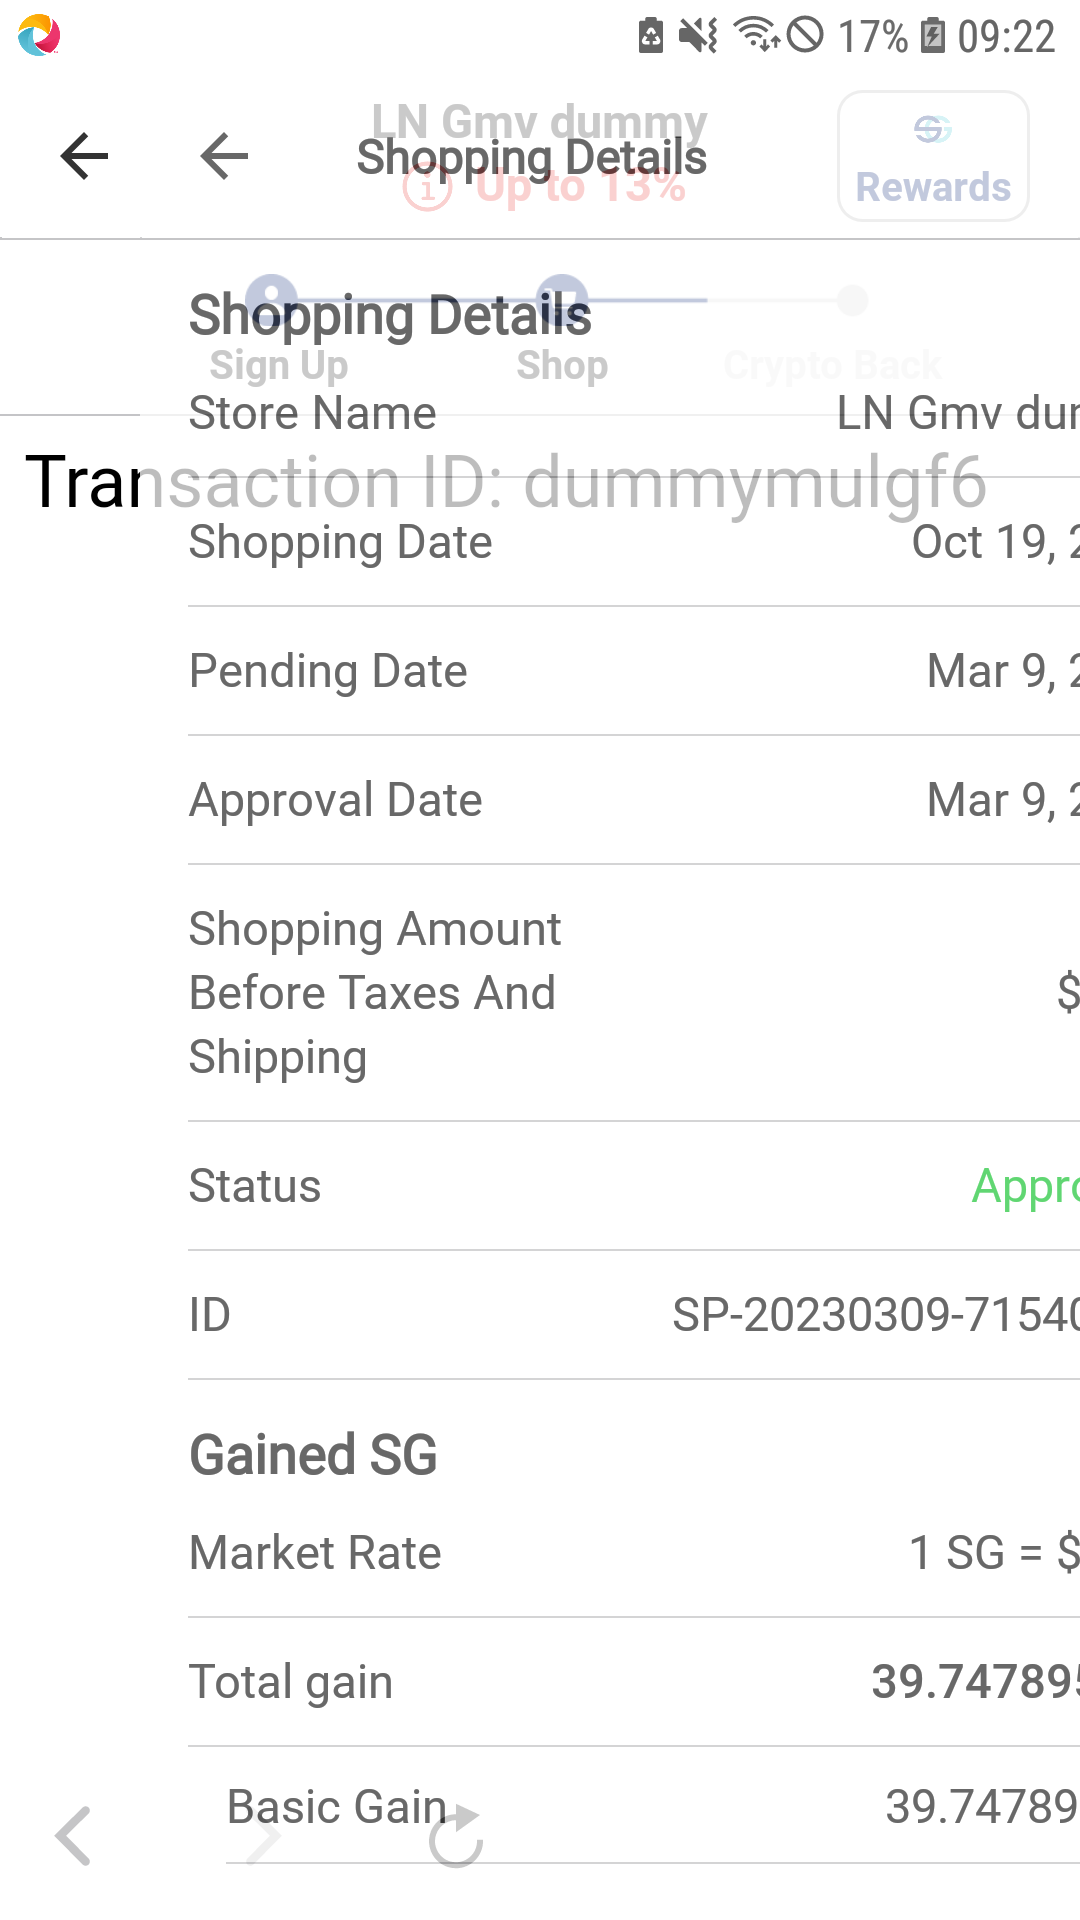 17% 09:22
LN Gmv dummy
Shopping Details
Up to 13%
Rewards
Shopping Details
Sign Up Shop Crypto Back
Store Name LN Gmv dum
Transaction ID: dummymulgf6
Shopping Date Oct 19, 2
Pending Date Mar 9, 2
Approval Date Mar 9, 2
Shopping Amount
Before Taxes And $
Shipping
Status Appro
ID SP-20230309-71540
Gained SG
Market Rate 1 SG = $
Total gain 39.747895
Basic Gain 39.74789